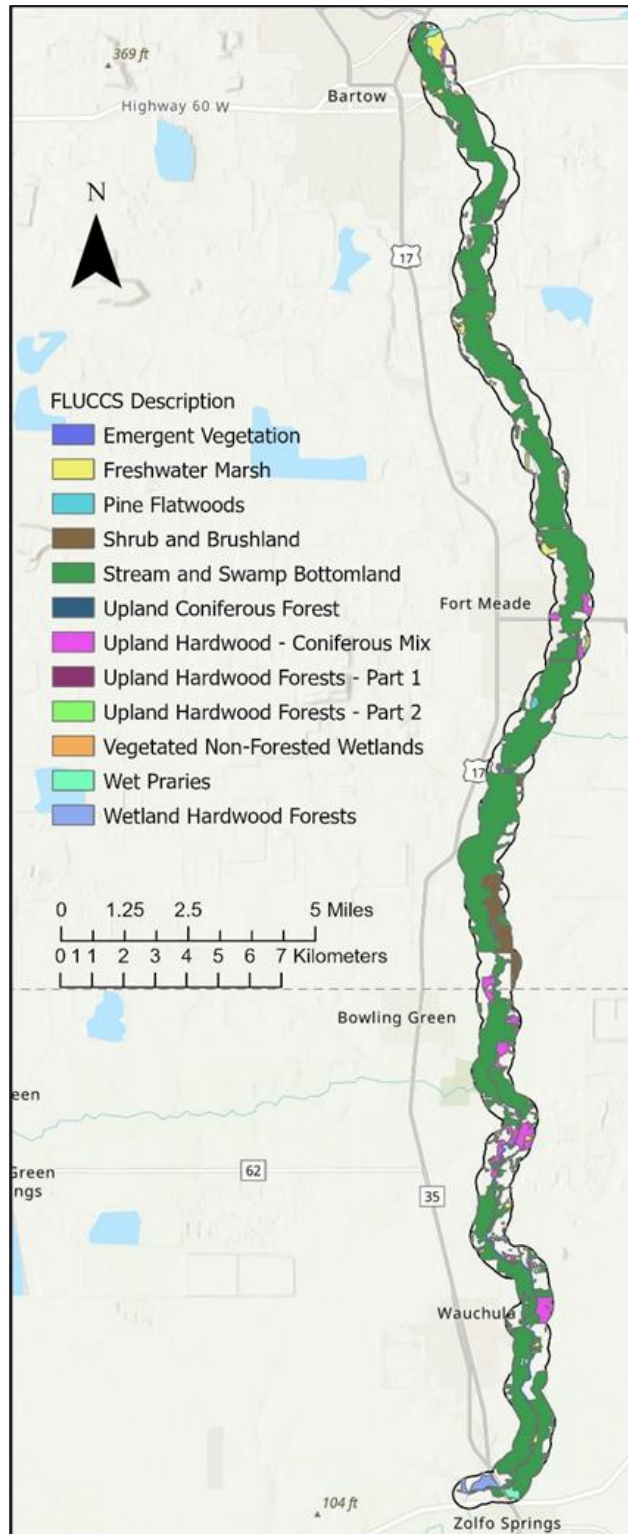 369 ft
Bartow
Highway 60 W
N
17
FLUCCS Description
Emergent Vegetation
Freshwater Marsh
Pine Flatwoods
Shrub and Brushland
Stream and Swamp Bottomland
Upland Coniferous Forest
Fort Meade
Upland Hardwood - Coniferous Mix
Upland Hardwood Forests - Part 1
Upland Hardwood Forests - Part 2
Vegetated Non-Forested Wetlands
17
Wet Praries
Wetland Hardwood Forests
0 1.25 2.5 5 Miles
0 1 1 2 3 4 5 6 7 Kilometers
Bowling Green
een
Green
ngs
62
35
Wauchula
104 ft
Zolfo Springs